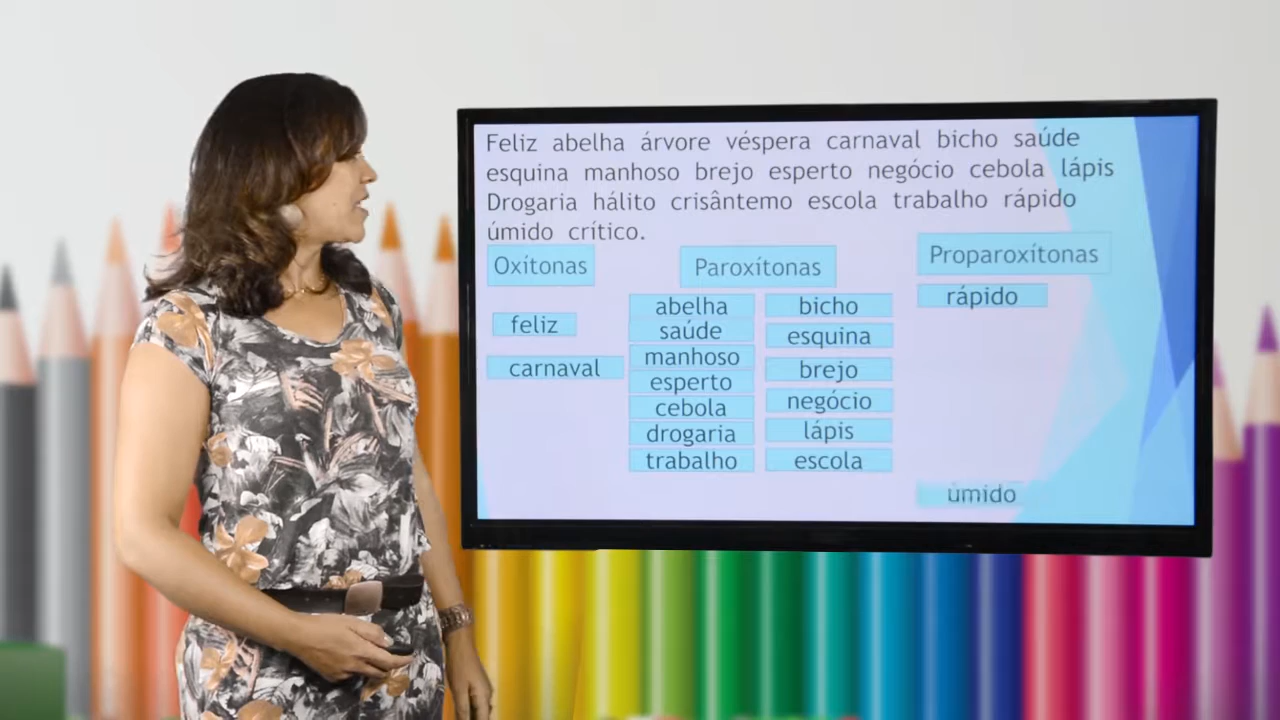 Feliz abelha árvore véspera carnaval bicho saúde
esquina manhoso brejo esperto negócio cebola lápis
Drogaria hálito crisântemo escola trabalho rápido
úmido crítico.
Oxítonas
feliz
carnaval
Paroxítonas
abelha
saúde
manhoso
esperto
cebola
drogaria
trabalho
bicho
esquina
brejo
negócio
lápis
escola
Proparoxítonas
rápido
úmido